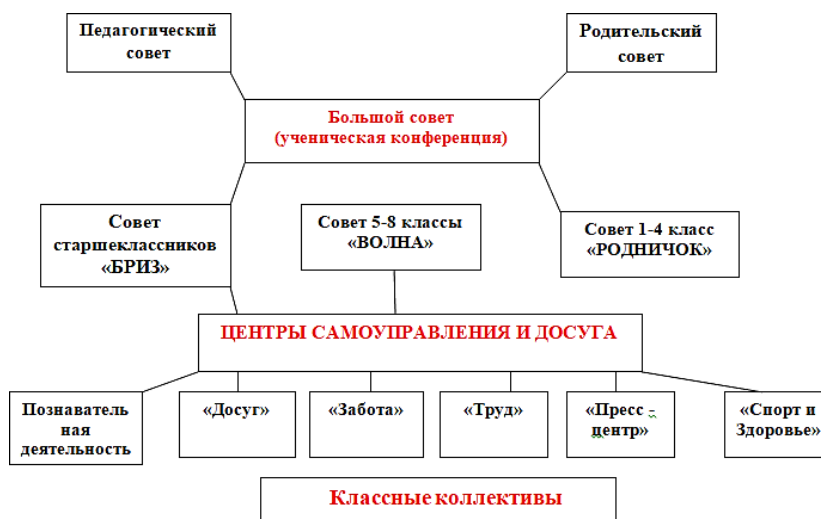 Педагогический
совет
Родительский
совет
Большой совет
(ученическая конференция)
Совет
старшеклассников
«БРИЗ»
Совет 5-8 классы
«ВОЛНА»
Совет 1-4 класс
«РОДНИЧОК»
ЦЕНТРЫ САМОУПРАВЛЕНИЯ И ДОСУГА
Познаватель
ная
деятельность
«Досуг»
«Забота»
«Труд»
«Пресс -
центр»
«Спорт и
Здоровье»
Классные коллективы